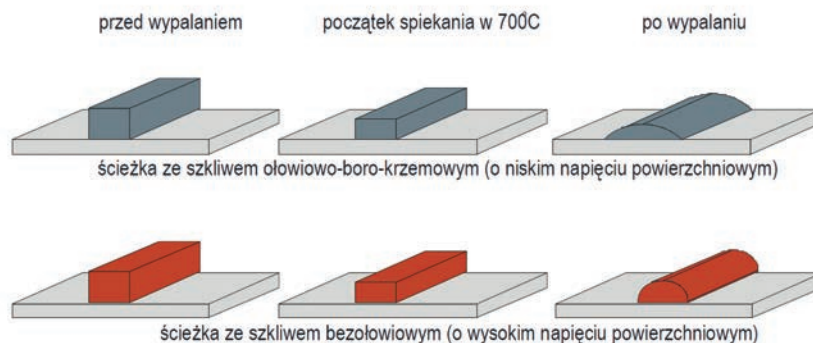 przed wypalaniem początek spiekania w 700°C po wypalaniu
ścieżka ze szkliwem ołowiowo-boro-krzemowym (o niskim napięciu powierzchniowym)
ścieżka ze szkliwem bezołowiowym (o wysokim napięciu powierzchniowym)